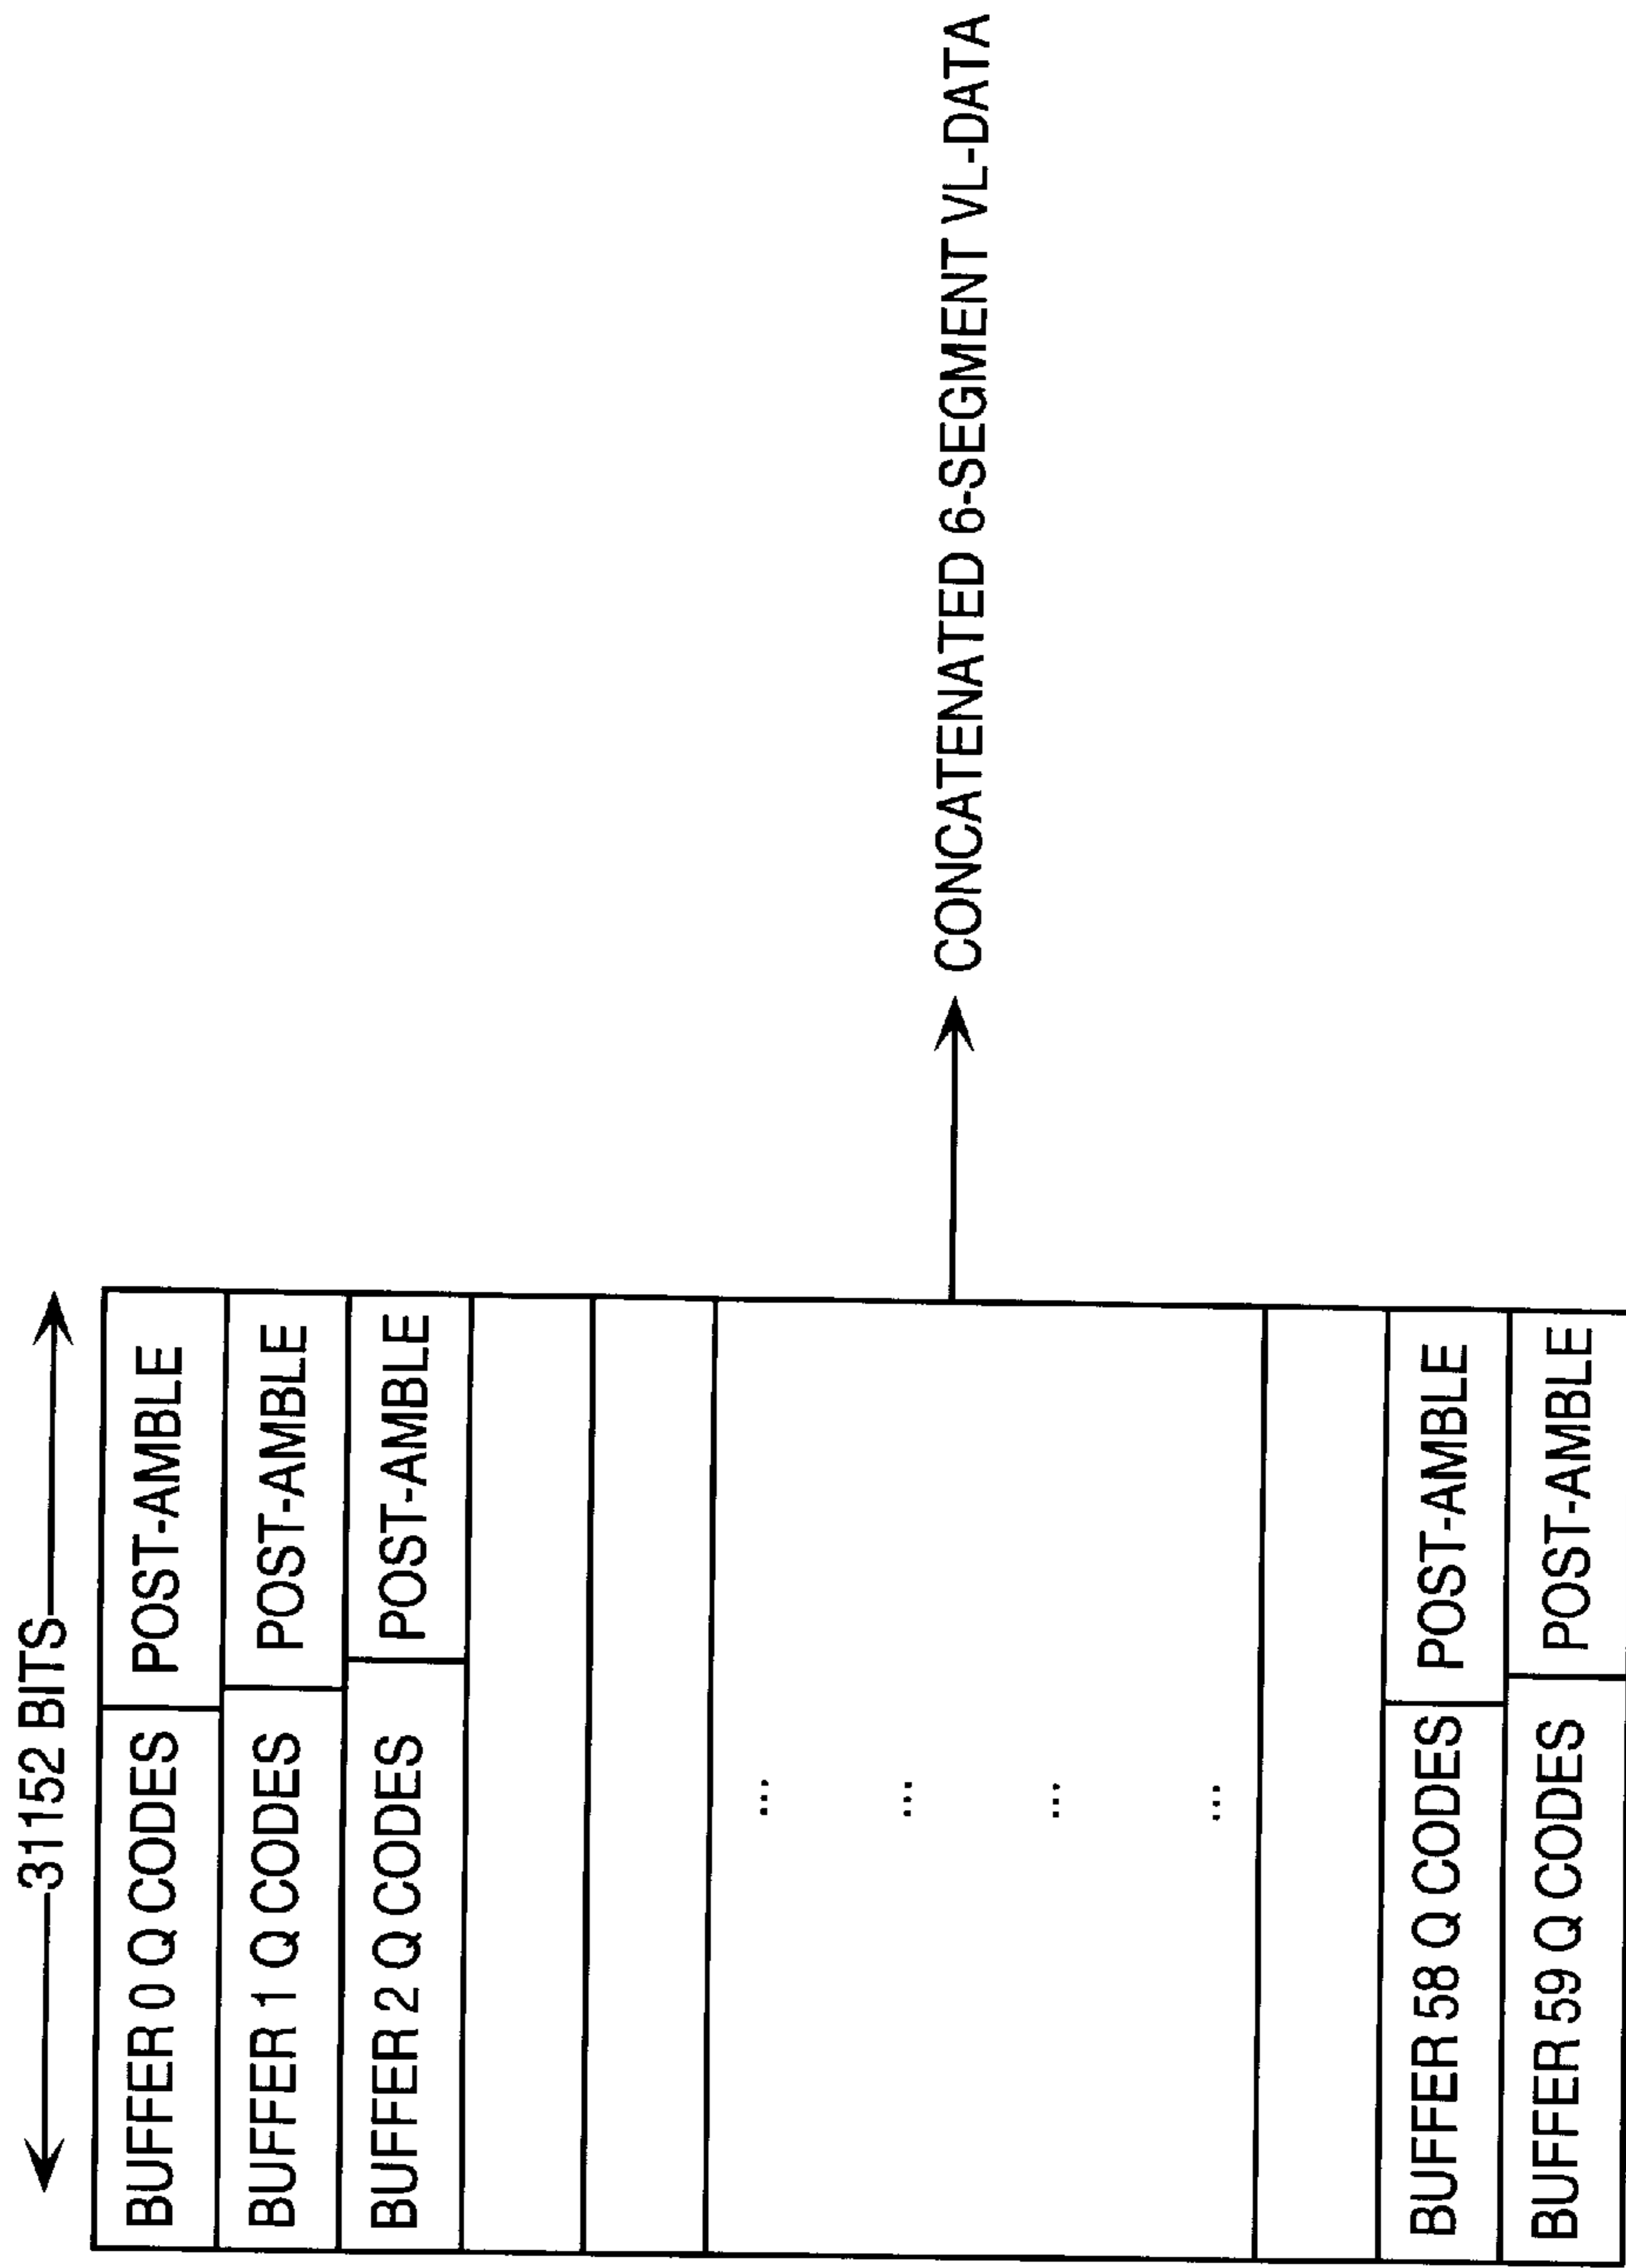 31152 BITS
BUFFER 0 Q CODES POST-AMBLE
BUFFER 1 Q CODES POST-AMBLE
BUFFER 2 Q CODES POST-AMBLE
...
...
...
...
BUFFER 58 Q CODES POST-AMBLE
BUFFER 59 Q CODES POST-AMBLE
CONCATENATED 6-SEGMENT VL-DATA